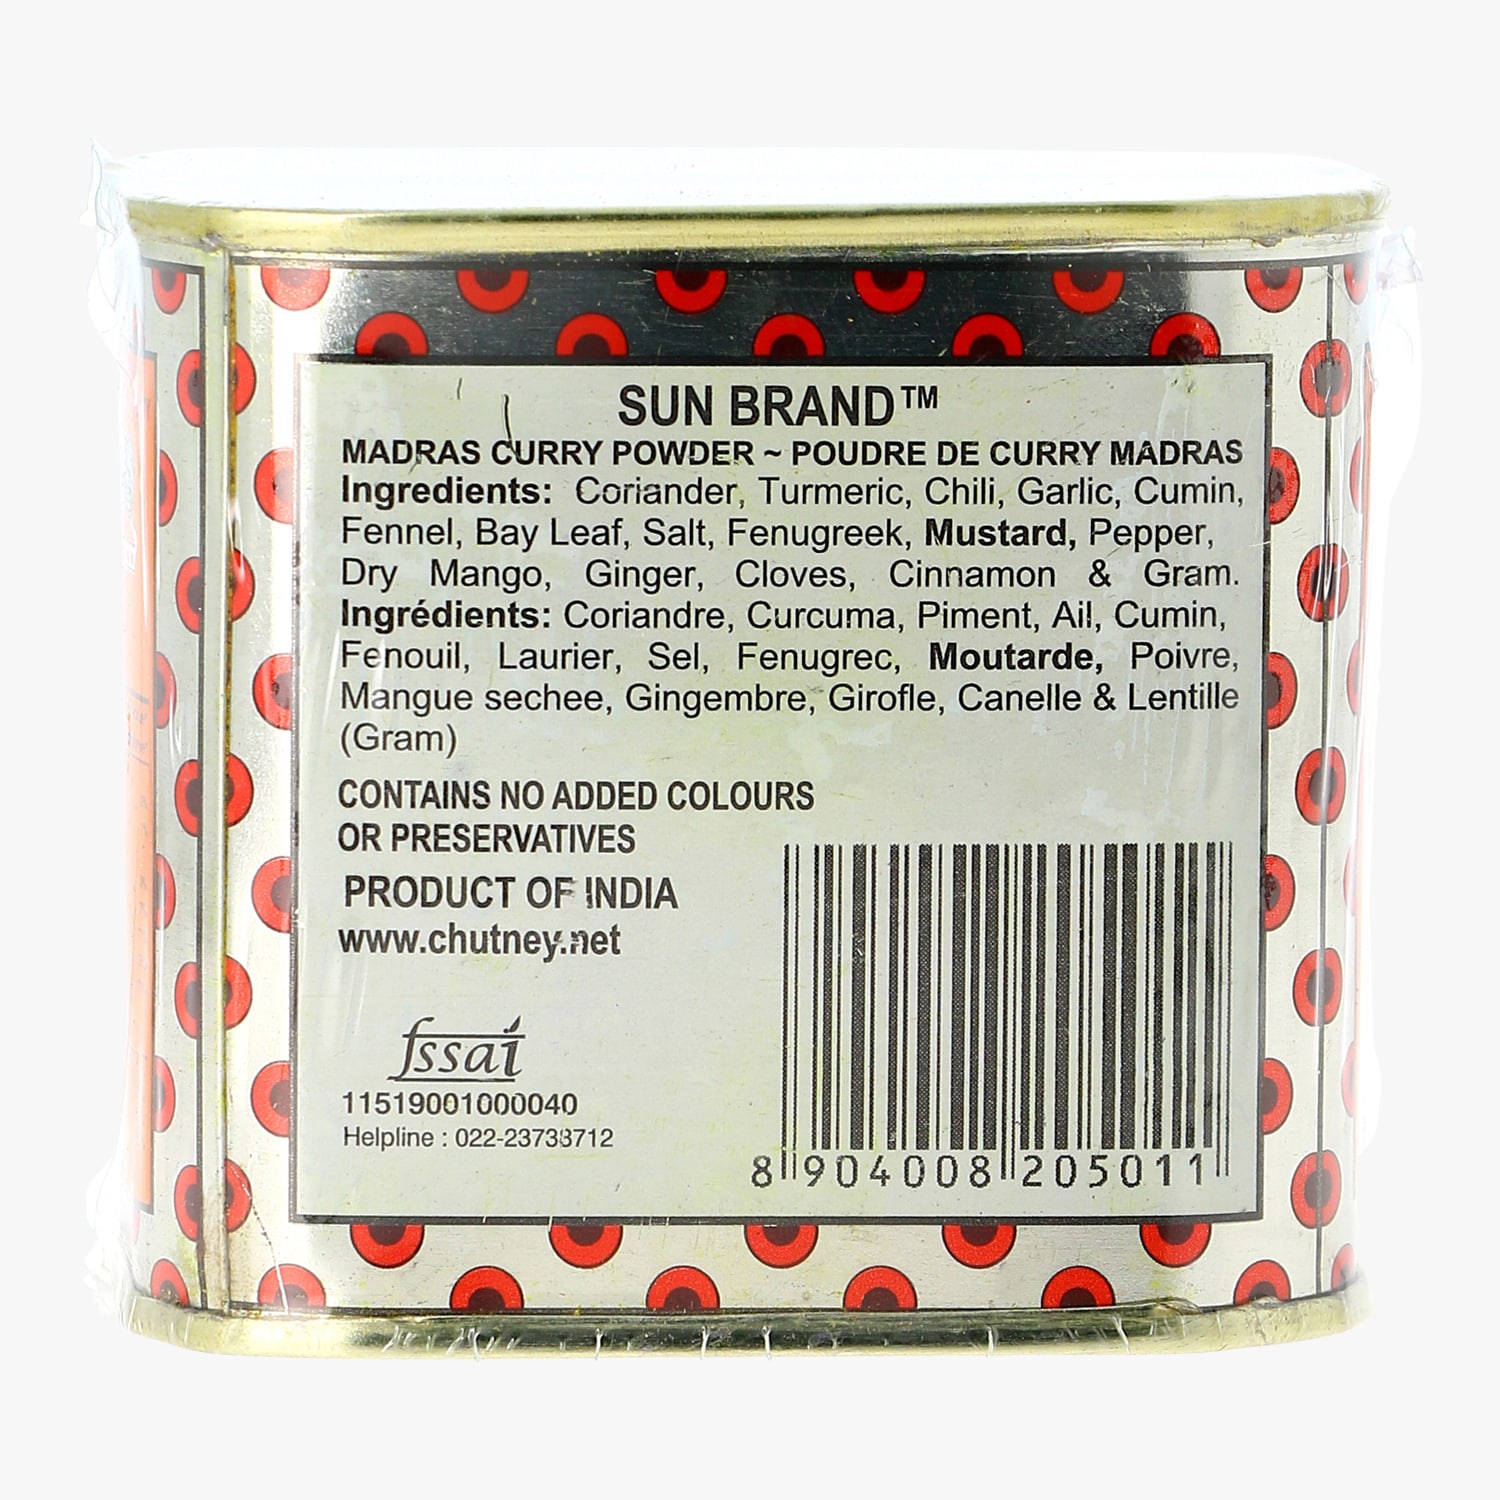 SUN BRAND™
MADRAS CURRY POWDER ~ POUDRE DE CURRY MADRAS
Ingredients: Coriander, Turmeric, Chili, Garlic, Cumin,
Fennel, Bay Leaf, Salt, Fenugreek, Mustard, Pepper,
Dry Mango, Ginger, Cloves, Cinnamon & Gram.
Ingrédients: Coriandre, Curcuma, Piment, Ail, Cumin,
Fenouil, Laurier, Sel, Fenugrec, Moutarde, Poivre,
Mangue sechee, Gingembre, Girofle, Canelle & Lentille
(Gram)
CONTAINS NO ADDED COLOURS
OR PRESERVATIVES
PRODUCT OF INDIA
www.chutney.net
fssai
11519001000040
Helpline : 022-23738712
8 904008 205011